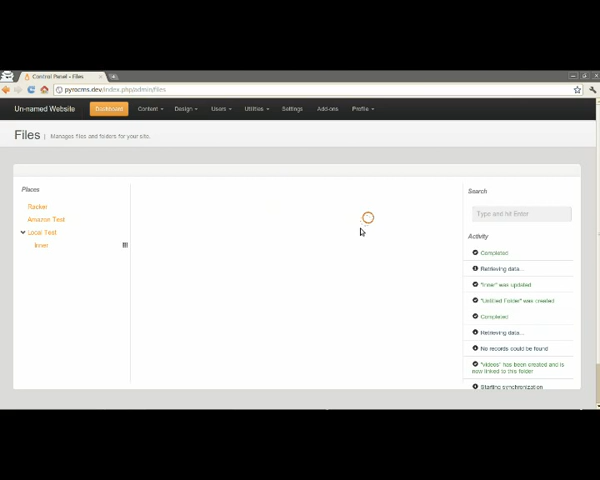 Control Panel - Files
pyrocms.dev/index.php/admin/files
Un-named Website
Dashboard
Content
Design
Users
Utilities
Settings
Add-ons
Profile
Files | Manages files and folders for your site.
Places
Racker
Amazon Test
Local Test
Inner
Search
Type and hit Enter
Activity
Completed
Retrieving data...
"Inner" was updated
"Untitled Folder" was created
Completed
Retrieving data...
No records could be found
"videos" has been created and is
now linked to this folder
Starting synchronization